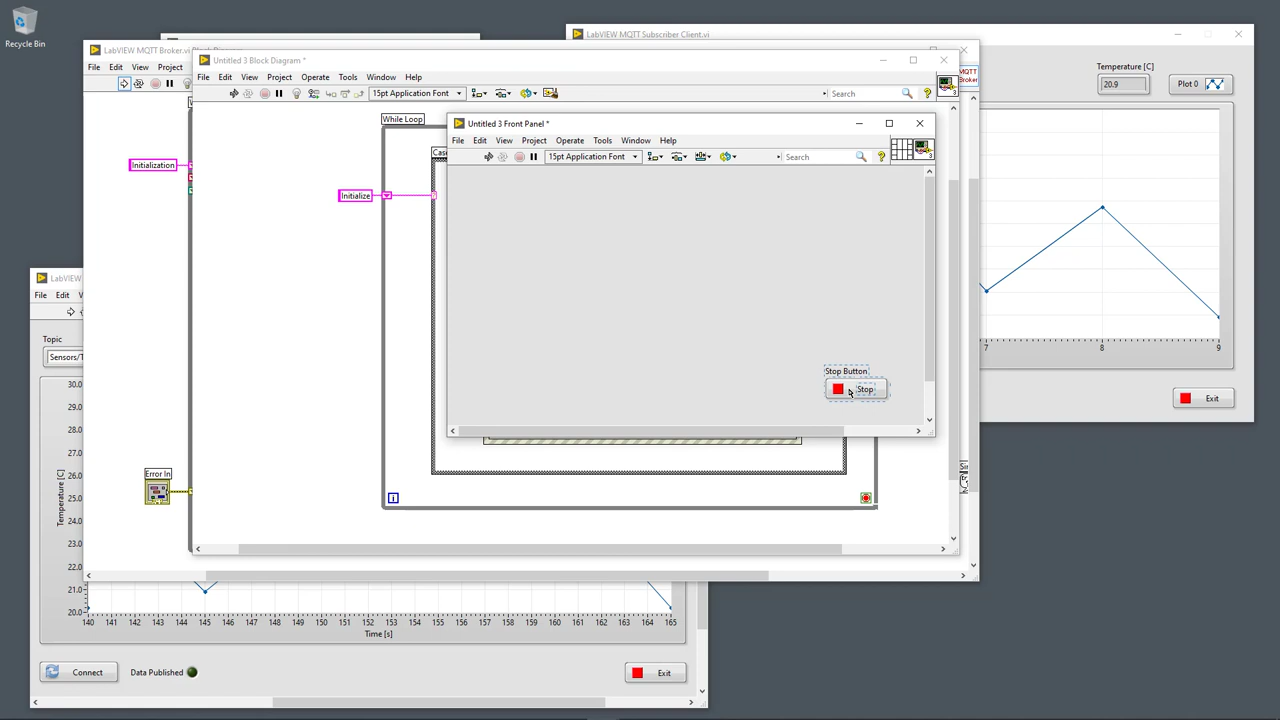 Recycle Bin
LabVIEW MQTT Subscriber Client.vi
Temperature [C]
20.9
Plot 0
7
8
9
Exit
LabVIEW MQTT Broker.vi Block Diagram
File
Edit
View
Project
MQTT
Broker
Initialization
Error In
Untitled 3 Block Diagram *
File
Edit
View
Project
Operate
Tools
Window
Help
15pt Application Font
Search
While Loop
Initialize
i
Untitled 3 Front Panel *
File
Edit
View
Project
Operate
Tools
Window
Help
15pt Application Font
Search
3
Stop Button
Stop
LabVIEW
File
Edit
Topic
Sensors/T
30.0
29.0
28.0
27.0
26.0
25.0
24.0
23.0
22.0
21.0
20.0
Temperature [C]
140 141 142 143 144 145 146 147 148 149 150 151 152 153 154 155 156 157 158 159 160 161 162 163 164 165
Time [s]
Connect
Data Published
Exit